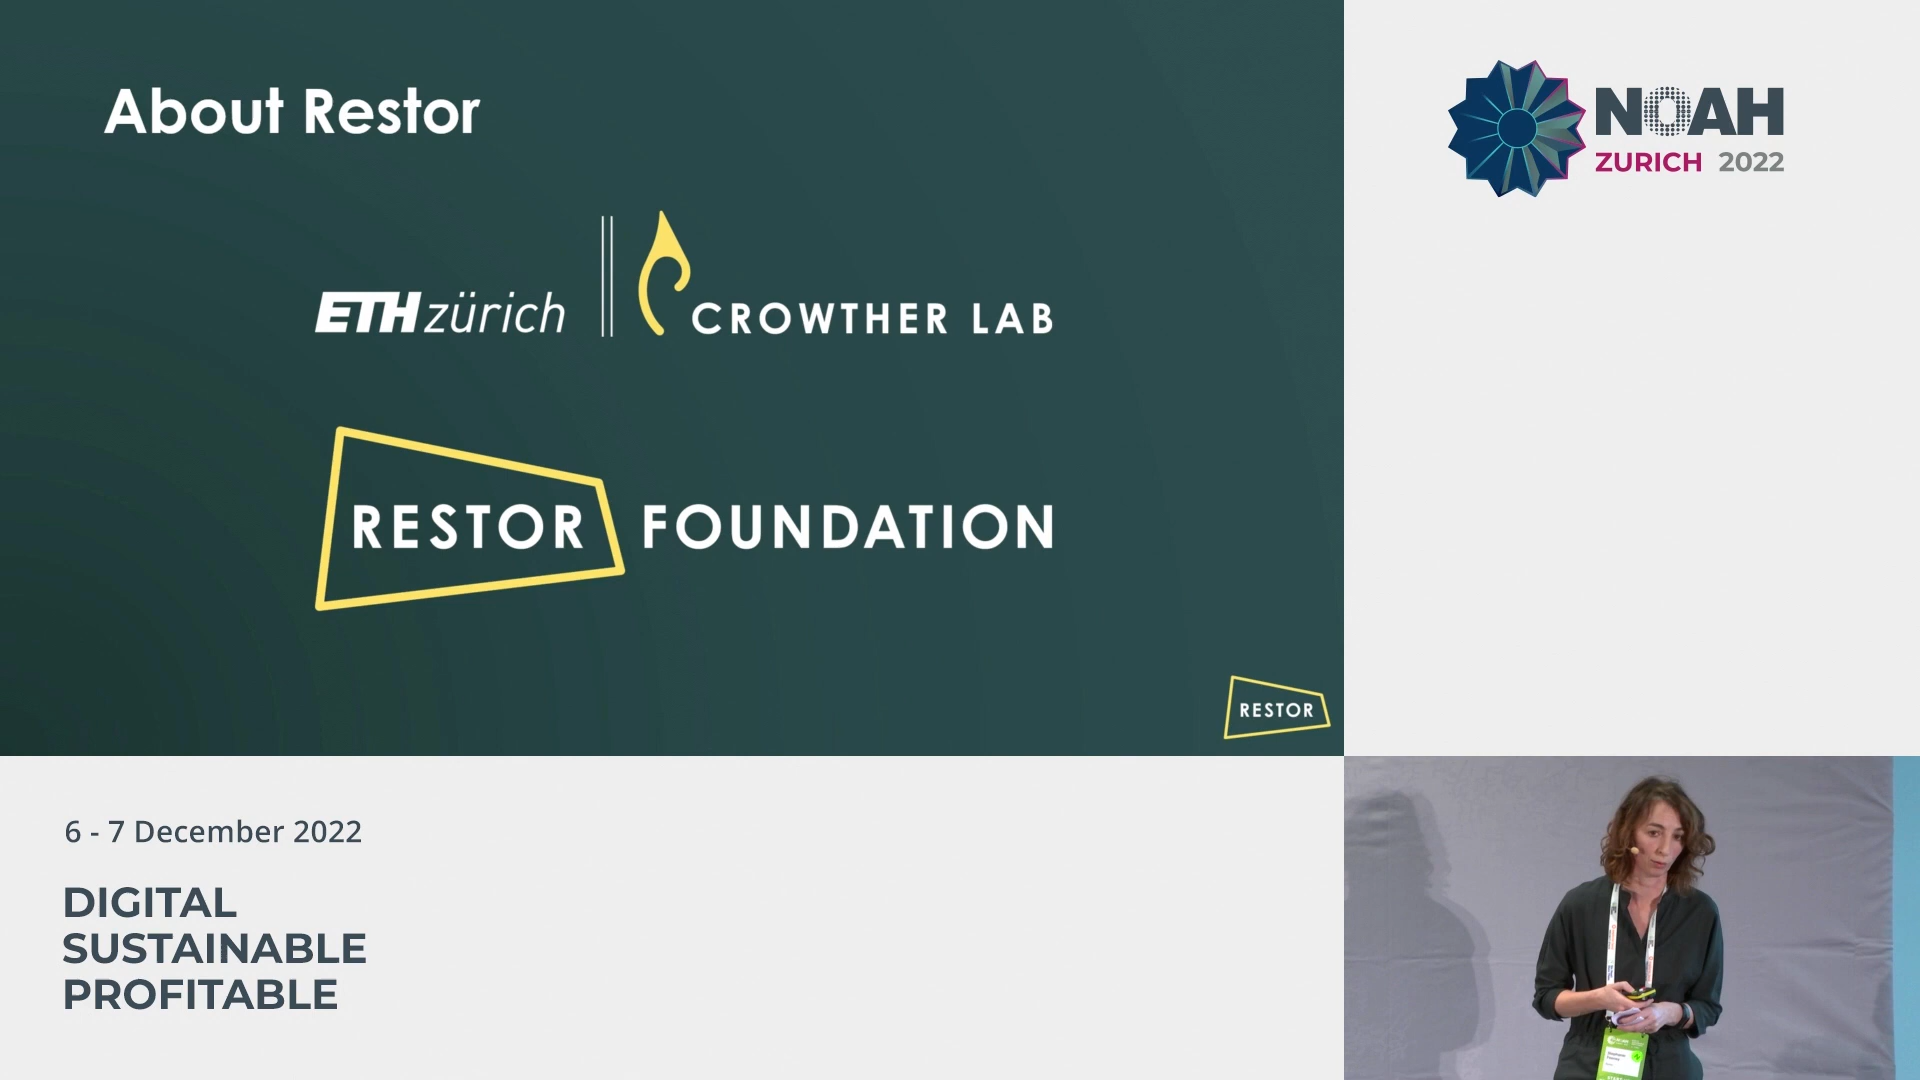 About Restor
ETH zürich
CROWTHER LAB
RESTOR FOUNDATION
RESTOR
NOAH
ZURICH 2022
6 - 7 December 2022
DIGITAL
SUSTAINABLE
PROFITABLE